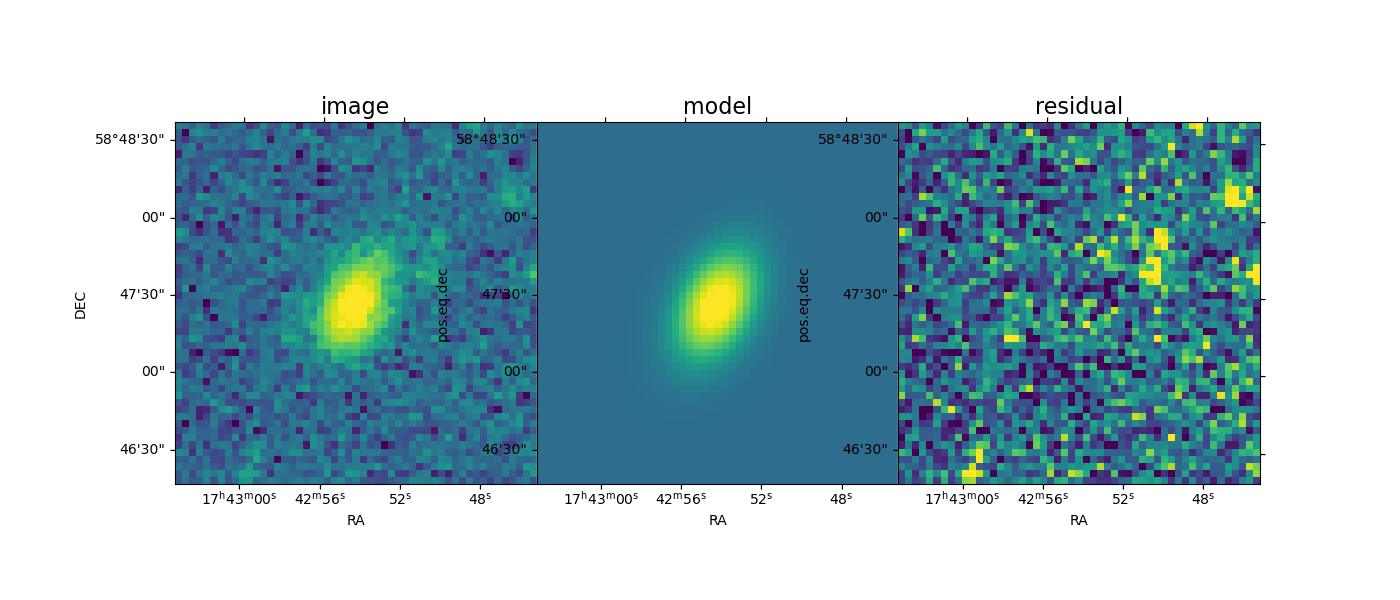 image model residual
58°48'30" 58°48'30" 58°48'30"
00" 00" 00"
DEC 47'30" pos.eq.dec 47'30" pos.eq.dec 47'30"
00" 00" 00"
46'30" 46'30" 46'30"
17ʰ43ᵐ00ˢ 42ᵐ56ˢ 52ˢ 48ˢ 17ʰ43ᵐ00ˢ 42ᵐ56ˢ 52ˢ 48ˢ 17ʰ43ᵐ00ˢ 42ᵐ56ˢ 52ˢ 48ˢ
RA RA RA